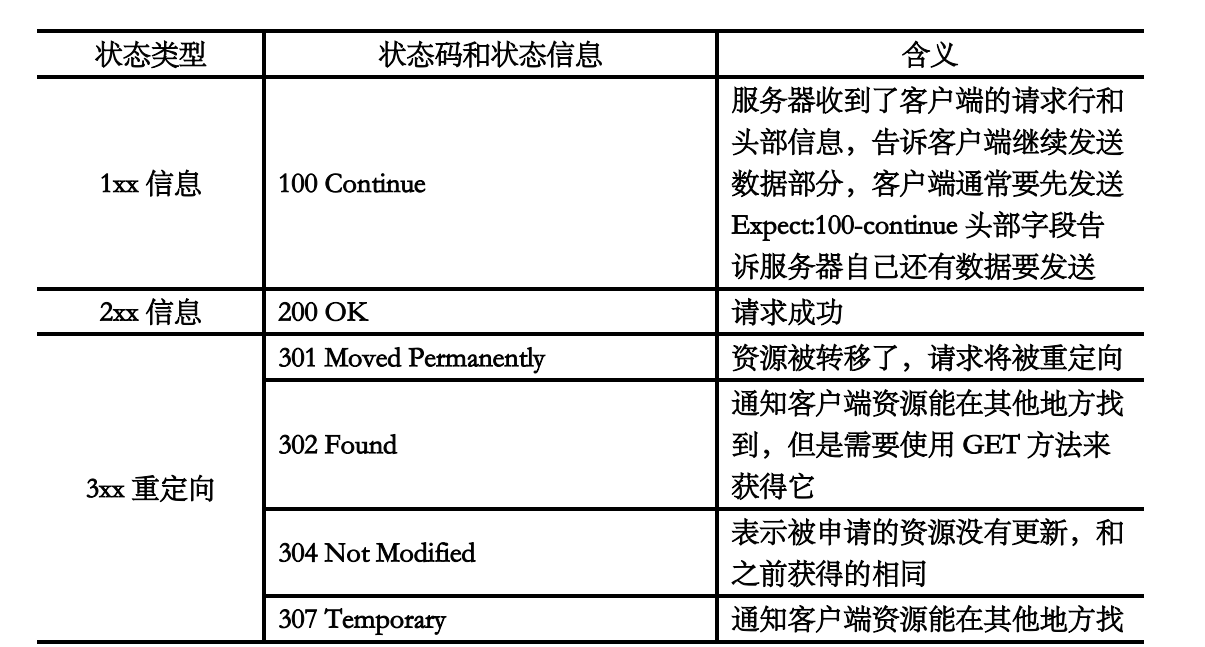 状态类型 状态码和状态信息 含义
1xx 信息 100 Continue 服务器收到了客户端的请求行和
头部信息，告诉客户端继续发送
数据部分，客户端通常要先发送
Expect:100-continue 头部字段告
诉服务器自己还有数据要发送
2xx 信息 200 OK 请求成功
3xx 重定向
301 Moved Permanently 资源被转移了，请求将被重定向
302 Found 通知客户端资源能在其他地方找
到，但是需要使用 GET 方法来
获得它
304 Not Modified 表示被申请的资源没有更新，和
之前获得的相同
307 Temporary 通知客户端资源能在其他地方找